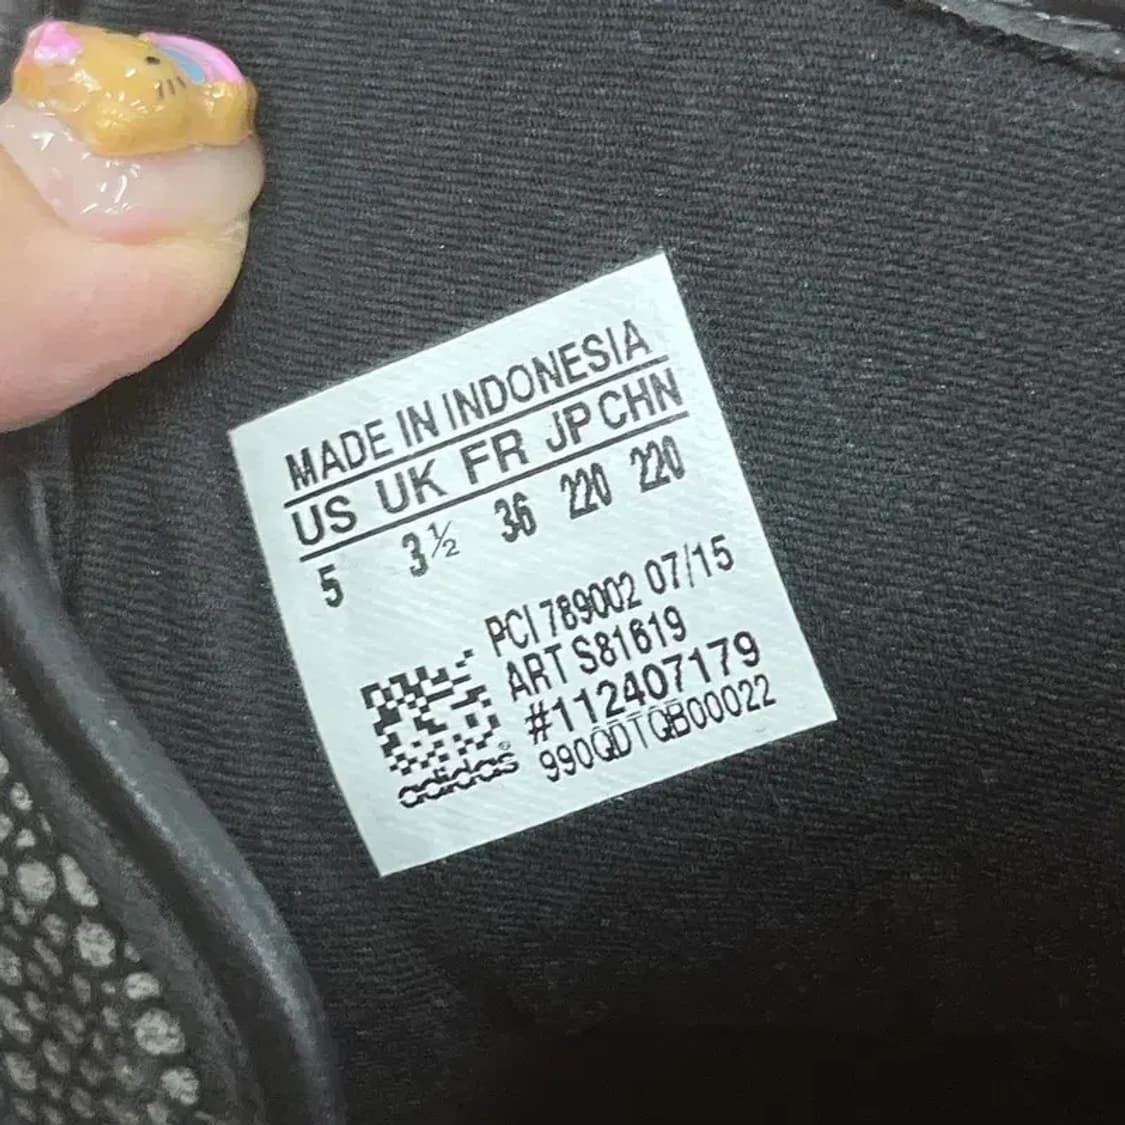 MADE IN INDONESIA
US UK FR JP CHN
5 3½ 36 220 220
PCI 789002 07/15
ART S81619
#112407179
990QDTQB00022
adidas®